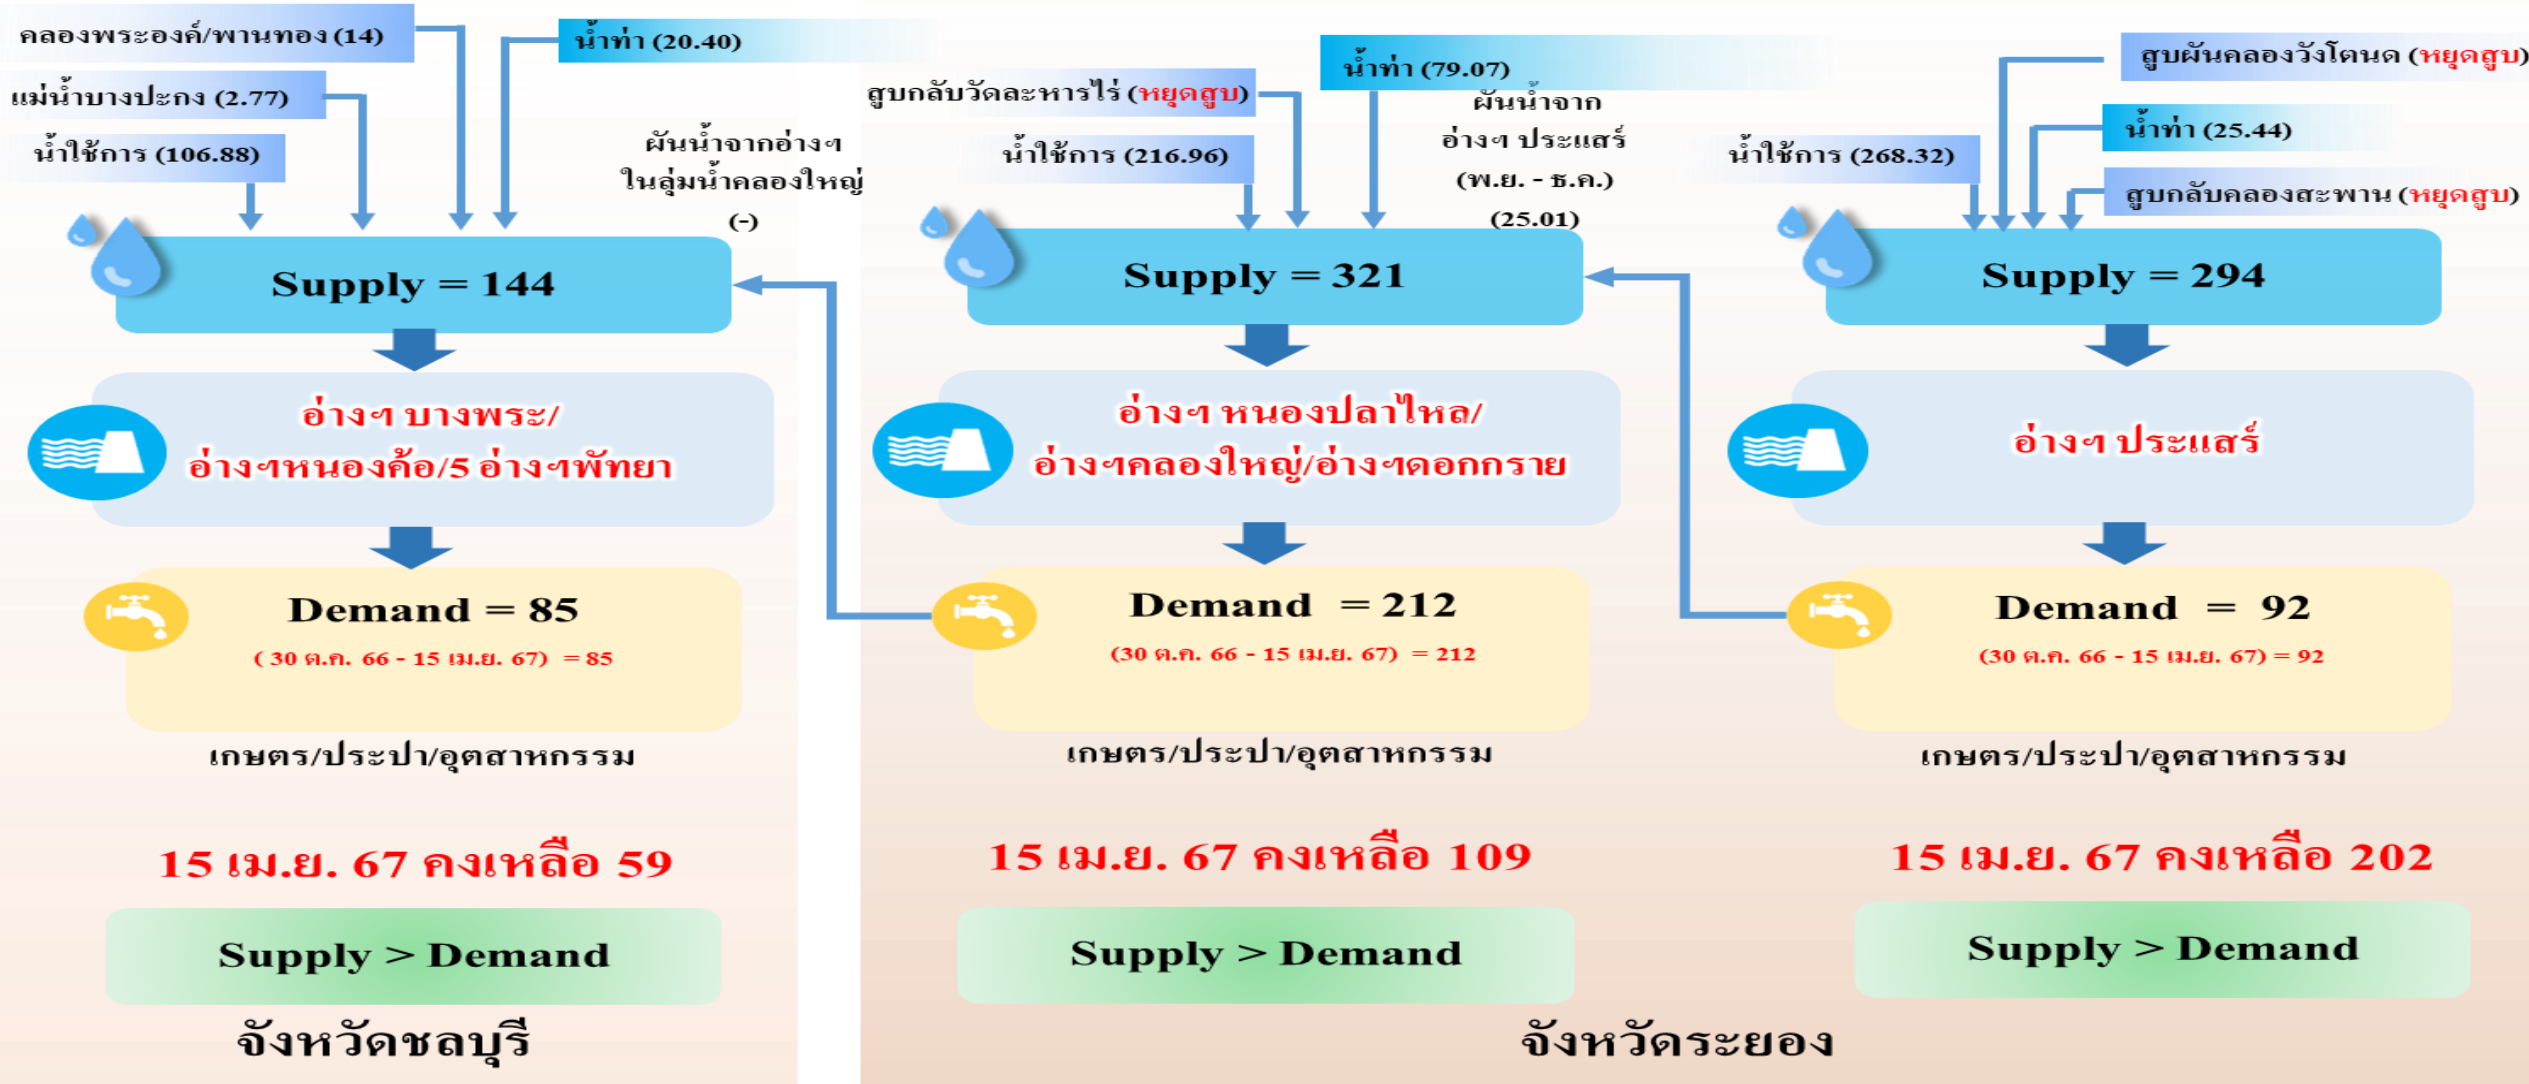 คลองพระองค์/พานทอง (14)
แม่น้ำบางปะกง (2.77)
น้ำใช้การ (106.88)
น้ำท่า (20.40)
ผันน้ำจากอ่างฯ
ในลุ่มน้ำคลองใหญ่
(-)
Supply = 144
อ่างฯ บางพระ/
อ่างฯหนองค้อ/5 อ่างฯพัทยา
Demand = 85
( 30 ต.ค. 66 - 15 เม.ย. 67) = 85
เกษตร/ประปา/อุตสาหกรรม
15 เม.ย. 67 คงเหลือ 59
Supply > Demand
จังหวัดชลบุรี
สูบกลับวัดละหารไร่ (หยุดสูบ)
น้ำใช้การ (216.96)
น้ำท่า (79.07)
ผันน้ำจาก
อ่างฯ ประแสร์
(พ.ย. - ธ.ค.)
(25.01)
Supply = 321
อ่างฯ หนองปลาไหล/
อ่างฯคลองใหญ่/อ่างฯดอกกราย
Demand = 212
(30 ต.ค. 66 - 15 เม.ย. 67) = 212
เกษตร/ประปา/อุตสาหกรรม
15 เม.ย. 67 คงเหลือ 109
Supply > Demand
น้ำใช้การ (268.32)
สูบผันคลองวังโตนด (หยุดสูบ)
น้ำท่า (25.44)
สูบกลับคลองสะพาน (หยุดสูบ)
Supply = 294
อ่างฯ ประแสร์
Demand = 92
(30 ต.ค. 66 - 15 เม.ย. 67) = 92
เกษตร/ประปา/อุตสาหกรรม
15 เม.ย. 67 คงเหลือ 202
Supply > Demand
จังหวัดระยอง